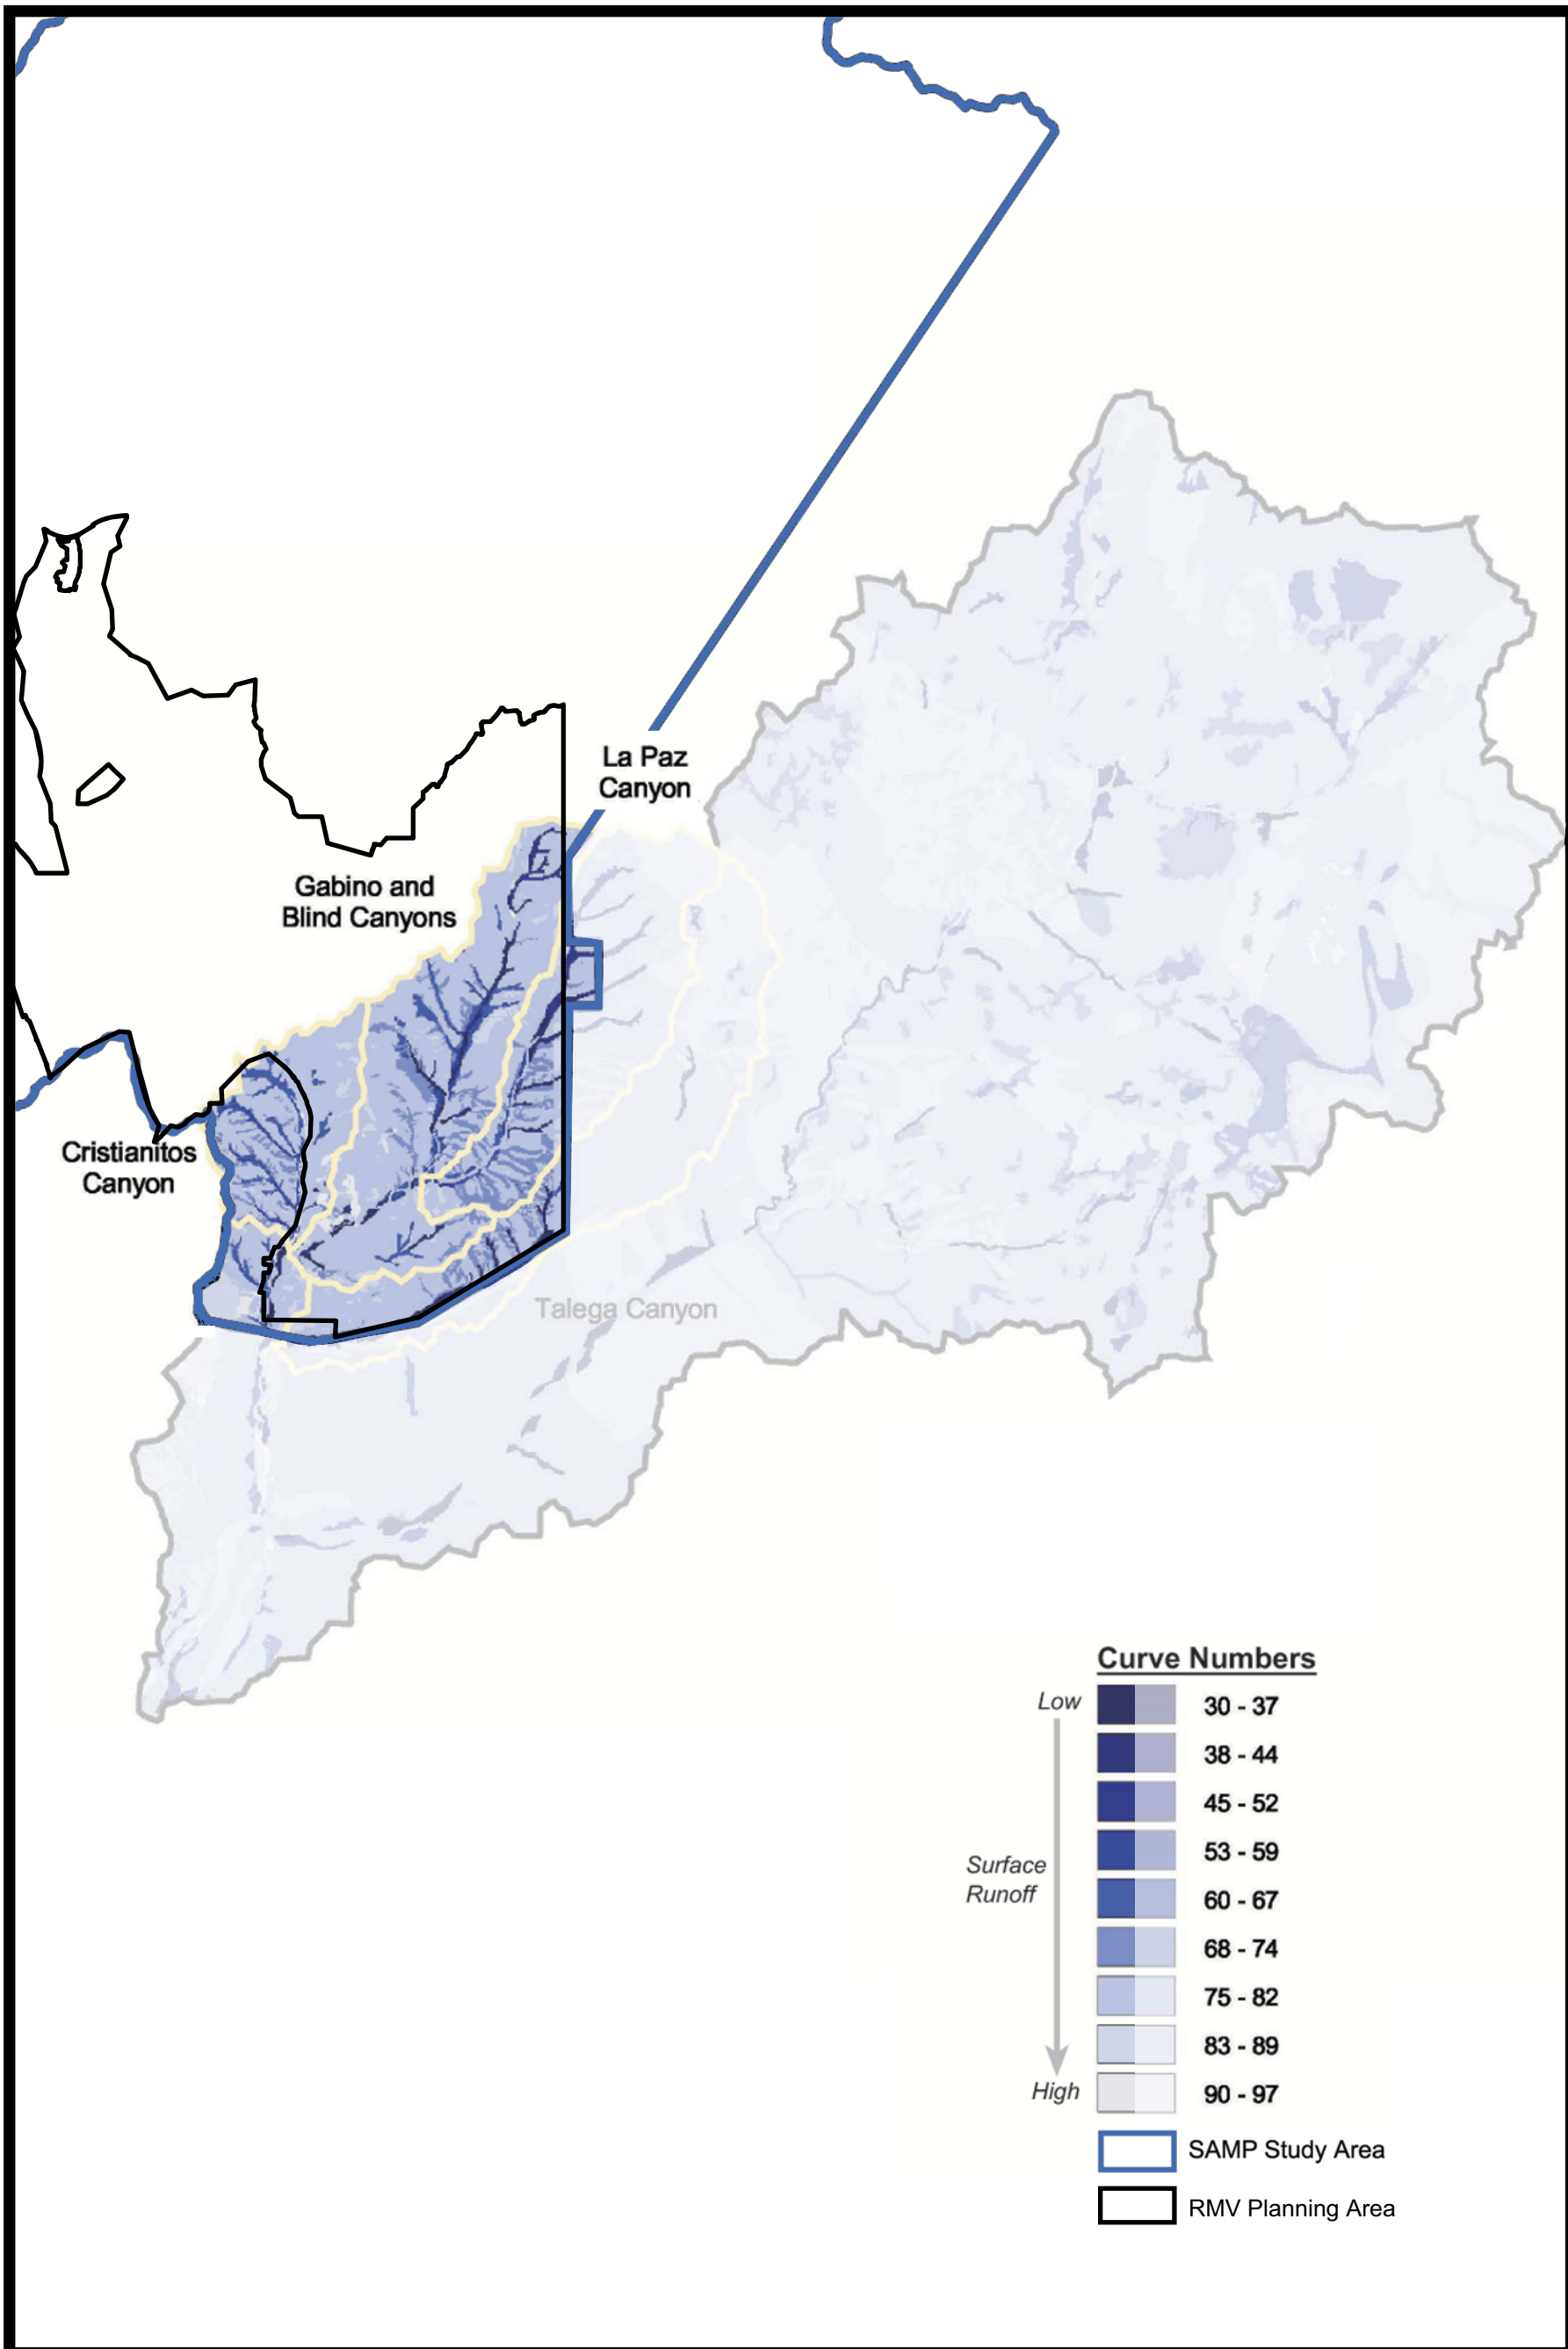 La Paz
Canyon
Gabino and
Blind Canyons
Cristianitos
Canyon
Talega Canyon
Curve Numbers
Low
30 - 37
38 - 44
45 - 52
53 - 59
Surface
Runoff
60 - 67
68 - 74
75 - 82
83 - 89
High
90 - 97
SAMP Study Area
RMV Planning Area